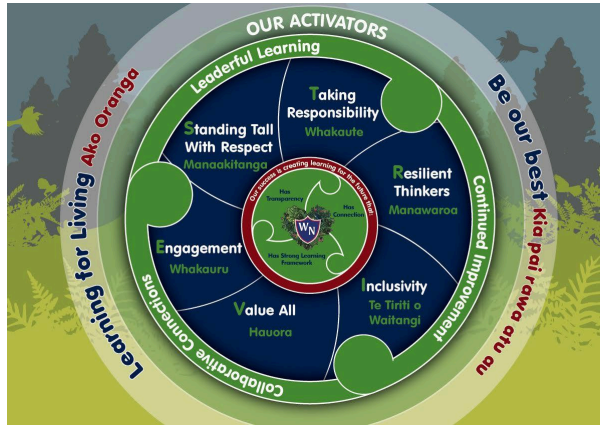 OUR ACTIVATORS
Learning for Living Ako Oranga
Be our best Kia pai rawa atu au
Leaderful Learning
Continued Improvement
Collaborative Connections
Standing Tall
With Respect
Manaakitanga
Taking
Responsibility
Whakaute
Resilient
Thinkers
Manawaroa
Inclusivity
Te Tiriti o
Waitangi
Value All
Hauora
Engagement
Whakauru
Our success is creating learning for the future that:
Has
Transparency
Has
Connection
Has Strong Learning
Framework
WN